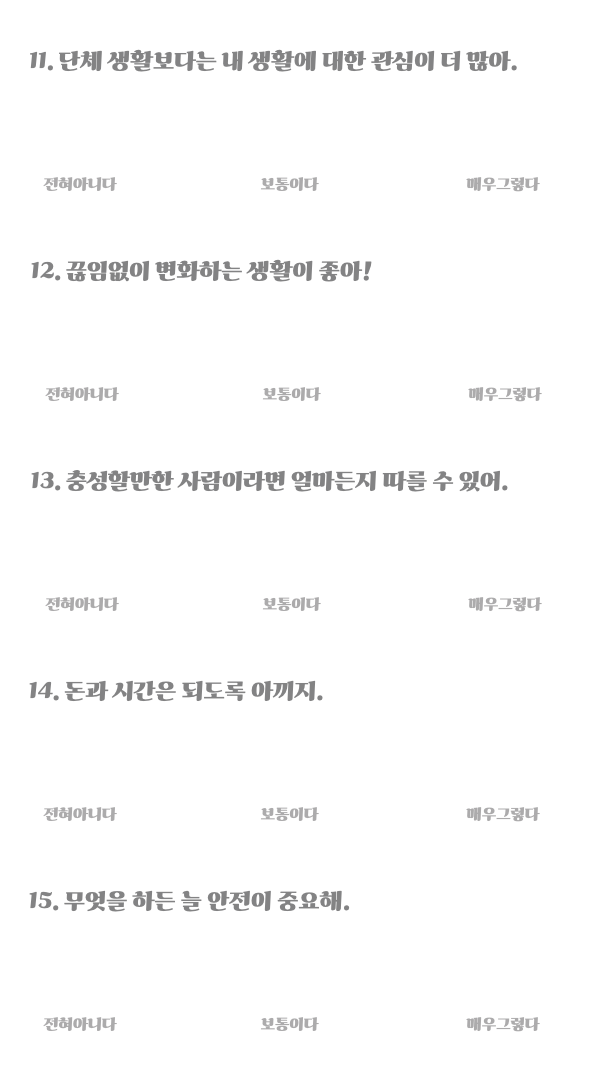 11. 단체 생활보다는 내 생활에 대한 관심이 더 많아.
전혀아니다 보통이다 매우그렇다
12. 끊임없이 변화하는 생활이 좋아!
전혀아니다 보통이다 매우그렇다
13. 충성할만한 사람이라면 얼마든지 따를 수 있어.
전혀아니다 보통이다 매우그렇다
14. 돈과 시간은 되도록 아끼지.
전혀아니다 보통이다 매우그렇다
15. 무엇을 하든 늘 안전이 중요해.
전혀아니다 보통이다 매우그렇다